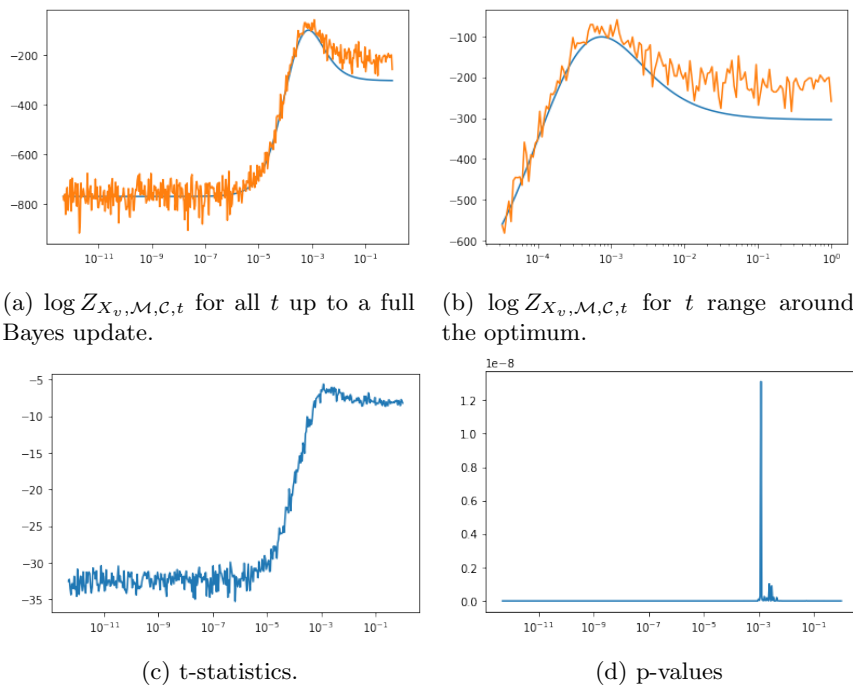 −200
−400
−600
−800
10⁻¹¹ 10⁻⁹ 10⁻⁷ 10⁻⁵ 10⁻³ 10⁻¹
−100
−200
−300
−400
−500
−600
10⁻⁴ 10⁻³ 10⁻² 10⁻¹ 10⁰
(a) log Z_{X_v,ℳ,𝒞,t} for all t up to a full
Bayes update.
(b) log Z_{X_v,ℳ,𝒞,t} for t range around
the optimum.
−5
−10
−15
−20
−25
−30
−35
10⁻¹¹ 10⁻⁹ 10⁻⁷ 10⁻⁵ 10⁻³ 10⁻¹
1e−8
1.2
1.0
0.8
0.6
0.4
0.2
0.0
10⁻¹¹ 10⁻⁹ 10⁻⁷ 10⁻⁵ 10⁻³ 10⁻¹
(c) t-statistics.
(d) p-values